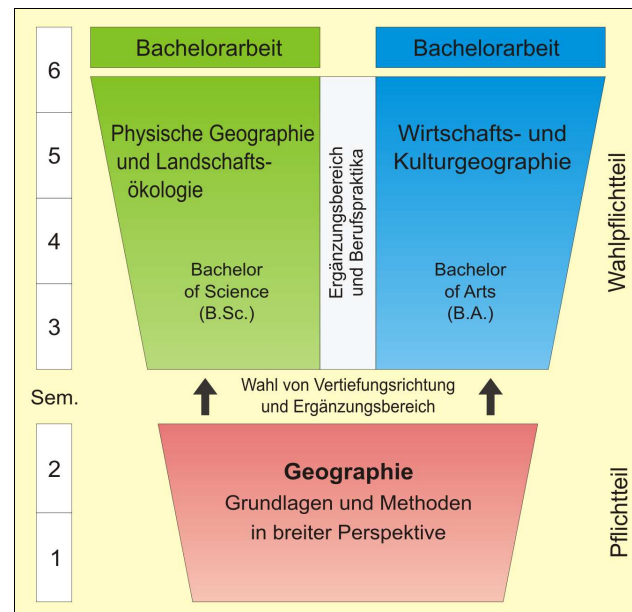 Bachelorarbeit
Bachelorarbeit
6
5
4
3
Physische Geographie
und Landschafts-
ökologie
Bachelor
of Science
(B.Sc.)
Ergänzungsbereich
und Berufspraktika
Wirtschafts- und
Kulturgeographie
Bachelor
of Arts
(B.A.)
Wahlpflichtteil
Sem.
Wahl von Vertiefungsrichtung
und Ergänzungsbereich
2
1
Geographie
Grundlagen und Methoden
in breiter Perspektive
Pflichtteil